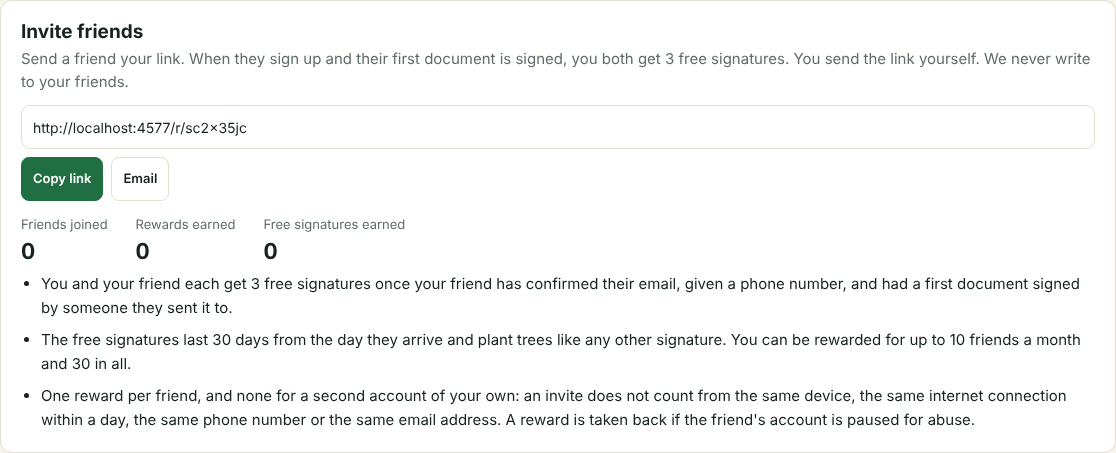 Invite friends
Send a friend your link. When they sign up and their first document is signed, you both get 3 free signatures. You send the link yourself. We never write
to your friends.
http://localhost:4577/r/sc2×35jc
Copy link
Email
Friends joined
Rewards earned
Free signatures earned
0
0
0
• You and your friend each get 3 free signatures once your friend has confirmed their email, given a phone number, and had a first document signed
by someone they sent it to.
• The free signatures last 30 days from the day they arrive and plant trees like any other signature. You can be rewarded for up to 10 friends a month
and 30 in all.
• One reward per friend, and none for a second account of your own: an invite does not count from the same device, the same internet connection
within a day, the same phone number or the same email address. A reward is taken back if the friend's account is paused for abuse.